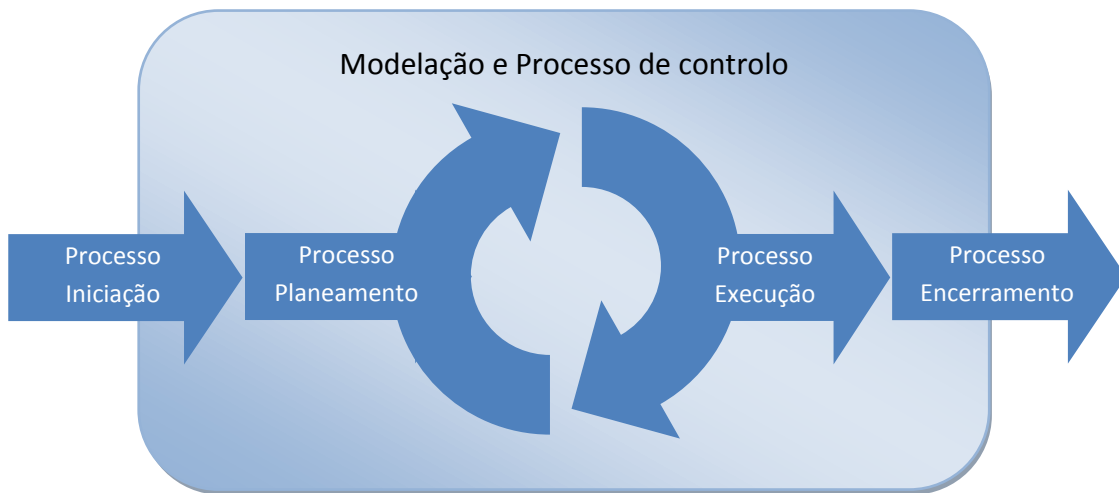 Modelação e Processo de controlo
Processo
Iniciação
Processo
Planeamento
Processo
Execução
Processo
Encerramento